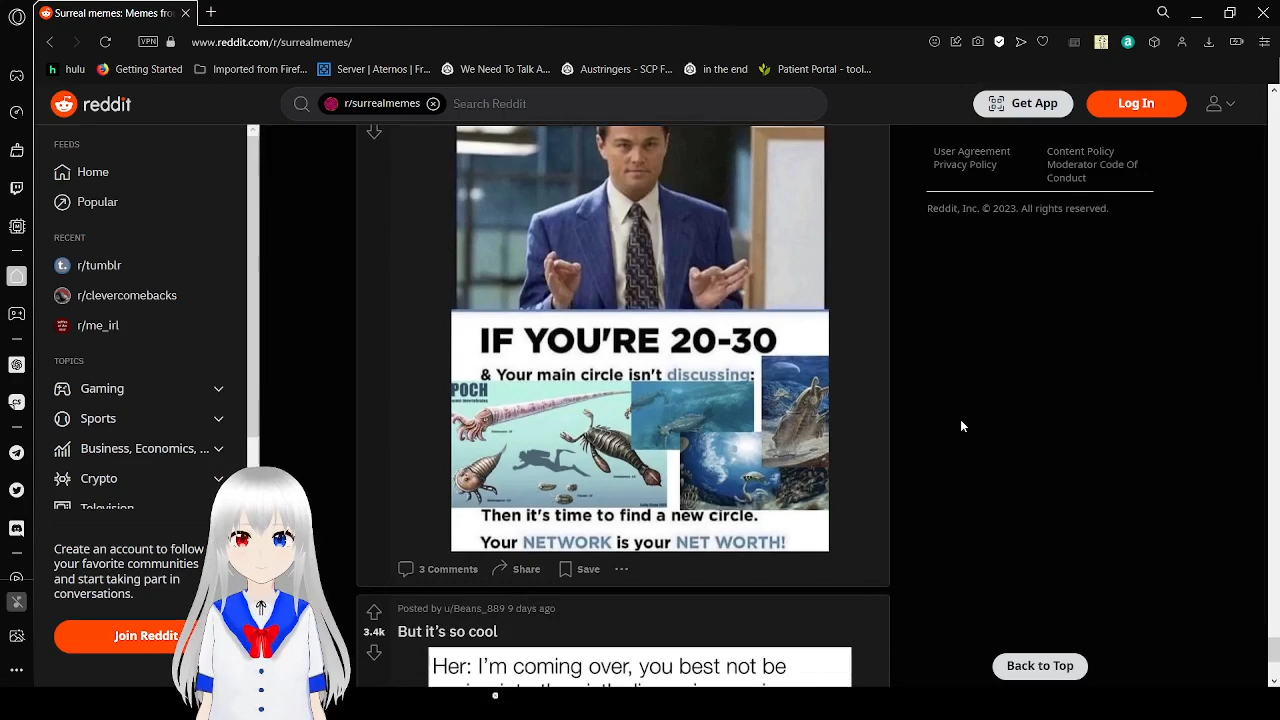 Surreal memes: Memes fro
VPN
www.reddit.com/r/surrealmemes/
hulu
Getting Started
Imported from Firef...
Server | Aternos | Fr...
We Need To Talk A...
Austringers - SCP F...
in the end
Patient Portal - tool...
reddit
r/surrealmemes
Search Reddit
Get App
Log In
FEEDS
Home
Popular
RECENT
r/tumblr
r/clevercomebacks
r/me_irl
TOPICS
Gaming
Sports
Business, Economics, ...
Crypto
Television
Create an account to follow
your favorite communities
and start taking part in
conversations.
Join Reddit
IF YOU'RE 20-30
& Your main circle isn't discussing:
POCH
Then it's time to find a new circle.
Your NETWORK is your NET WORTH!
3 Comments
Share
Save
Posted by u/Beans_889 9 days ago
3.4k
But it's so cool
Her: I'm coming over, you best not be
User Agreement
Privacy Policy
Content Policy
Moderator Code Of
Conduct
Reddit, Inc. © 2023. All rights reserved.
Back to Top